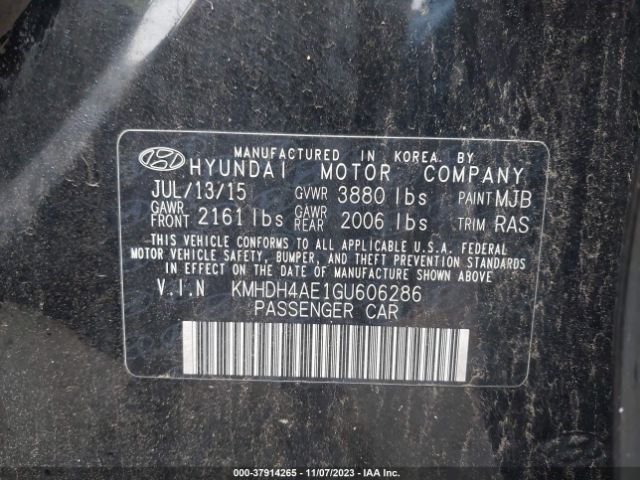 MANUFACTURED IN KOREA. BY
HYUNDAI MOTOR COMPANY
JUL/13/15 GVWR 3880 lbs PAINT MJB
GAWR FRONT 2161 lbs GAWR REAR 2006 lbs TRIM RAS
THIS VEHICLE CONFORMS TO ALL APPLICABLE U.S.A. FEDERAL
MOTOR VEHICLE SAFETY, BUMPER, AND THEFT PREVENTION STANDARDS
IN EFFECT ON THE DATE OF MANUFACTURE SHOWN ABOVE
V.I.N KMHDH4AE1GU606286
PASSENGER CAR
000-37914265 - 11/07/2023 - IAA Inc.